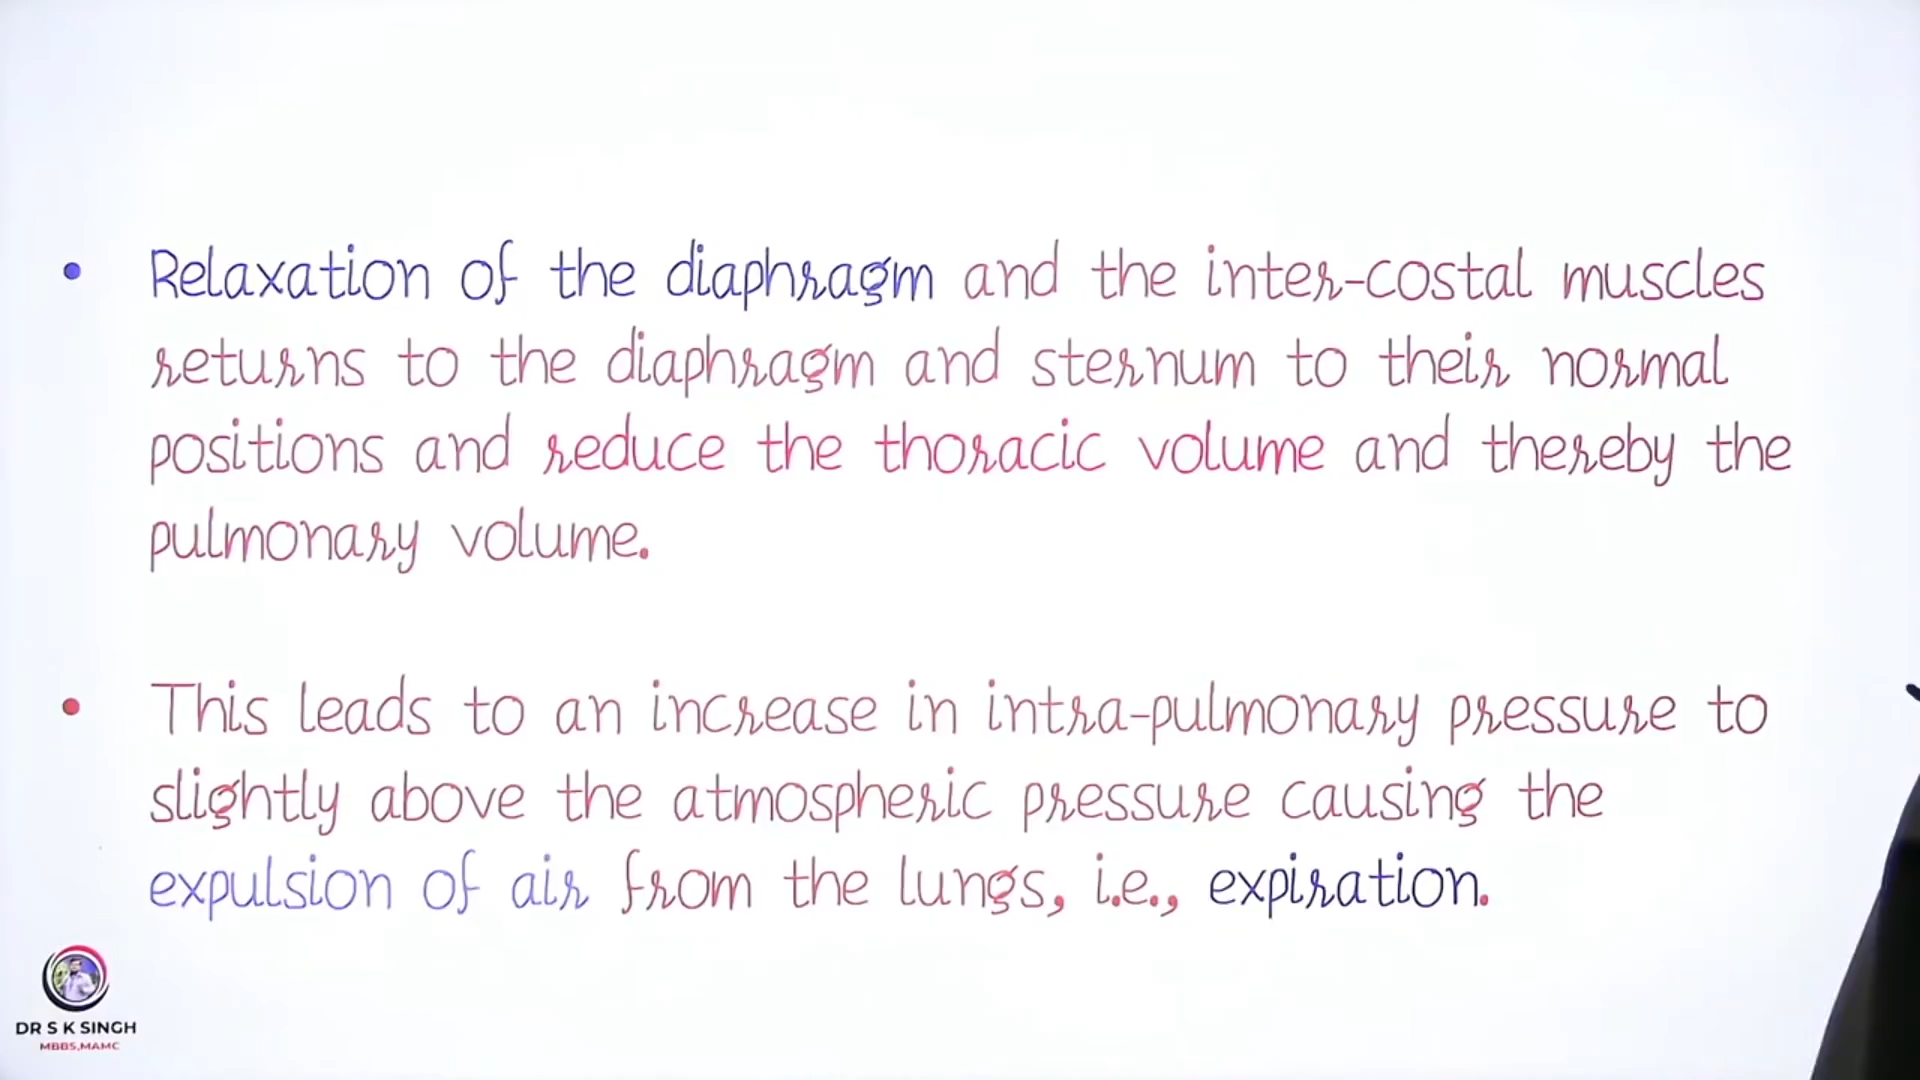 • Relaxation of the diaphragm and the inter-costal muscles
returns to the diaphragm and sternum to their normal
positions and reduce the thoracic volume and thereby the
pulmonary volume.
• This leads to an increase in intra-pulmonary pressure to
slightly above the atmospheric pressure causing the
expulsion of air from the lungs, i.e., expiration.
DR S K SINGH
MBBS,MAMC